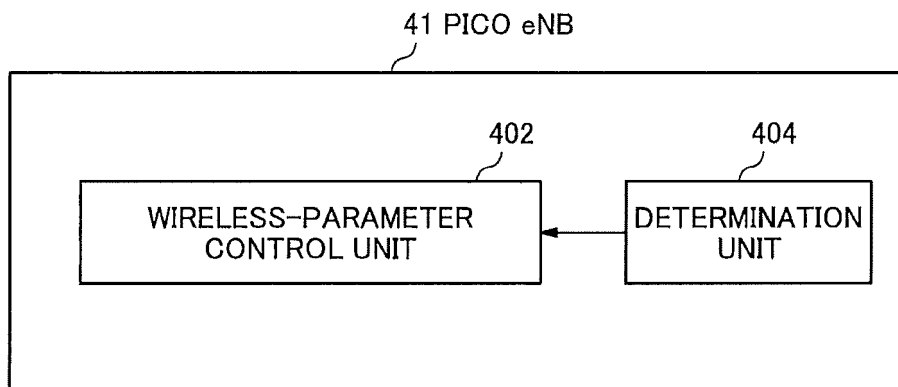 41 PICO eNB
402
404
WIRELESS-PARAMETER
CONTROL UNIT
DETERMINATION
UNIT